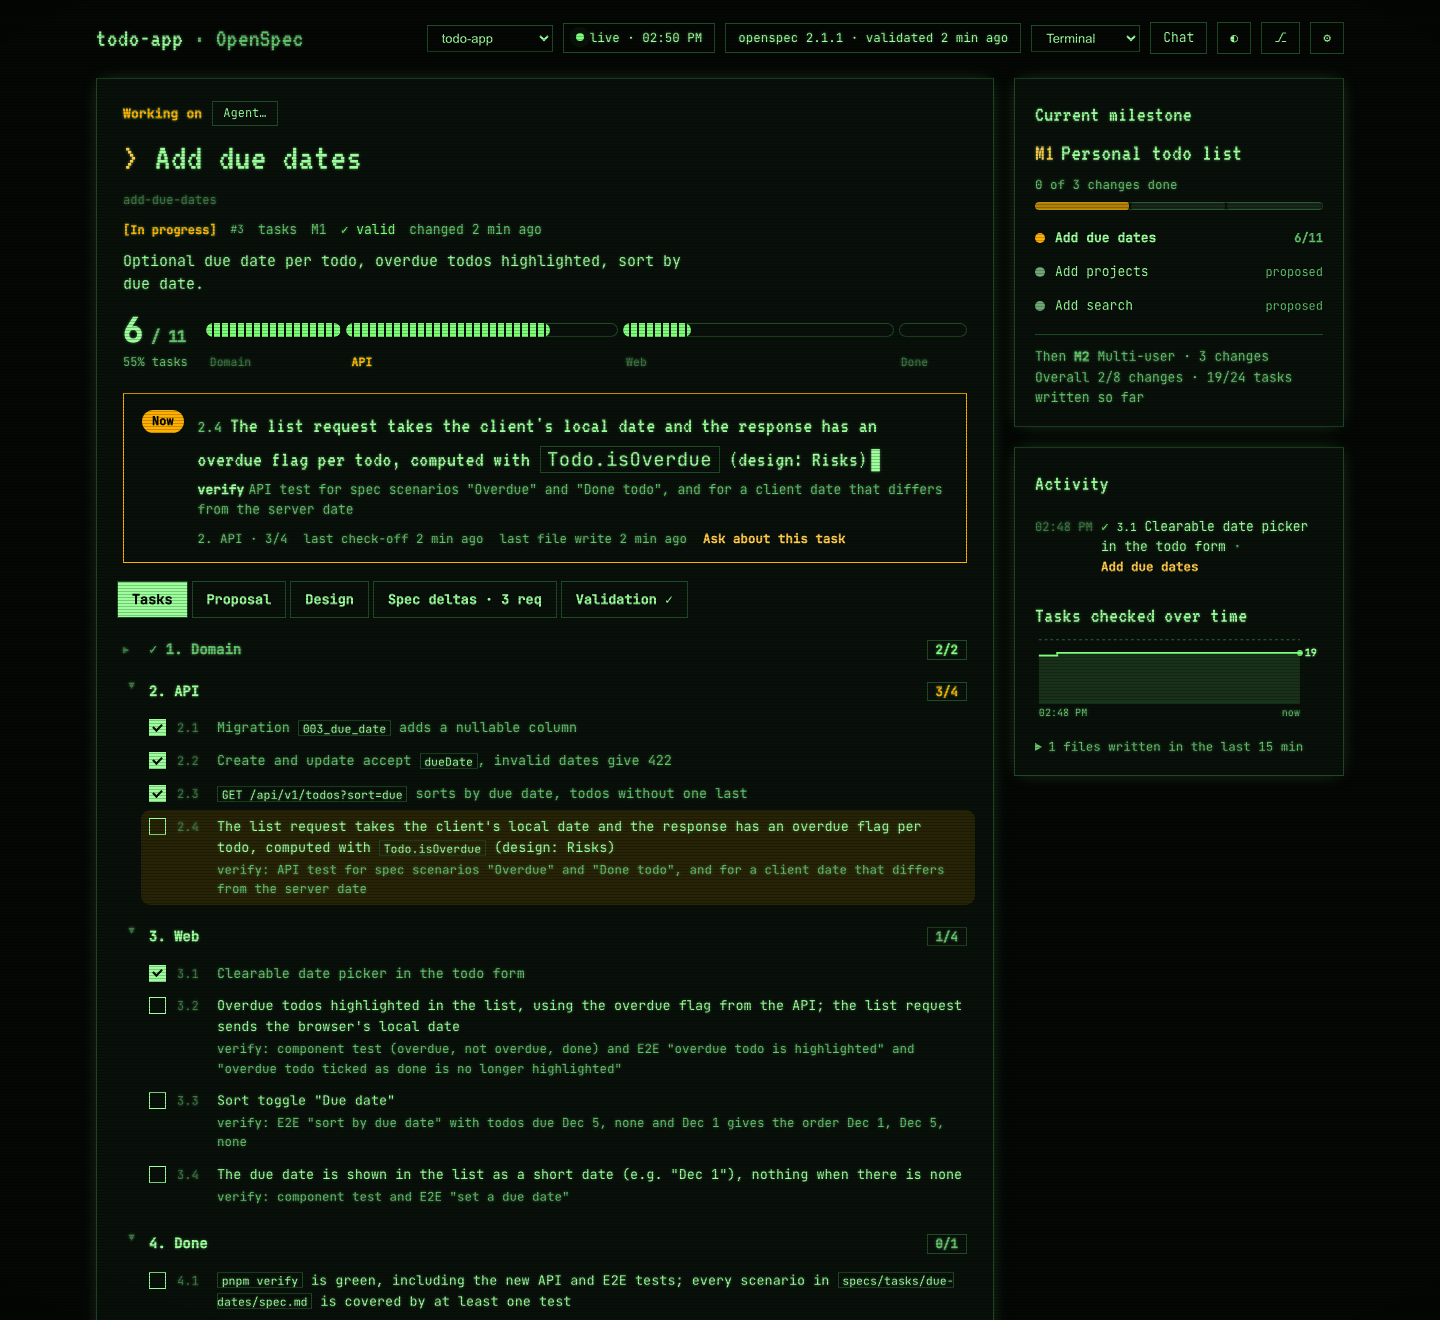 todo-app · OpenSpec
todo-app
live · 02:50 PM
openspec 2.1.1 · validated 2 min ago
Terminal
Chat
Working on
Agent…
❯ Add due dates
add-due-dates
[In progress] #3 tasks M1 ✓ valid changed 2 min ago
Optional due date per todo, overdue todos highlighted, sort by
due date.
6 / 11
55% tasks
Domain
API
Web
Done
Now
2.4 The list request takes the client's local date and the response has an
overdue flag per todo, computed with Todo.isOverdue (design: Risks)
verify API test for spec scenarios "Overdue" and "Done todo", and for a client date that differs
from the server date
2. API · 3/4 last check-off 2 min ago last file write 2 min ago Ask about this task
Tasks
Proposal
Design
Spec deltas · 3 req
Validation ✓
▶ ✓ 1. Domain 2/2
▼ 2. API 3/4
2.1 Migration 003_due_date adds a nullable column
2.2 Create and update accept dueDate, invalid dates give 422
2.3 GET /api/v1/todos?sort=due sorts by due date, todos without one last
2.4 The list request takes the client's local date and the response has an overdue flag per
todo, computed with Todo.isOverdue (design: Risks)
verify: API test for spec scenarios "Overdue" and "Done todo", and for a client date that differs
from the server date
▼ 3. Web 1/4
3.1 Clearable date picker in the todo form
3.2 Overdue todos highlighted in the list, using the overdue flag from the API; the list request
sends the browser's local date
verify: component test (overdue, not overdue, done) and E2E "overdue todo is highlighted" and
"overdue todo ticked as done is no longer highlighted"
3.3 Sort toggle "Due date"
verify: E2E "sort by due date" with todos due Dec 5, none and Dec 1 gives the order Dec 1, Dec 5,
none
3.4 The due date is shown in the list as a short date (e.g. "Dec 1"), nothing when there is none
verify: component test and E2E "set a due date"
▼ 4. Done 0/1
4.1 pnpm verify is green, including the new API and E2E tests; every scenario in specs/tasks/due-
dates/spec.md is covered by at least one test
Current milestone
M1 Personal todo list
0 of 3 changes done
Add due dates 6/11
Add projects proposed
Add search proposed
Then M2 Multi-user · 3 changes
Overall 2/8 changes · 19/24 tasks
written so far
Activity
02:48 PM ✓ 3.1 Clearable date picker
in the todo form ·
Add due dates
Tasks checked over time
19
02:48 PM
now
▶ 1 files written in the last 15 min